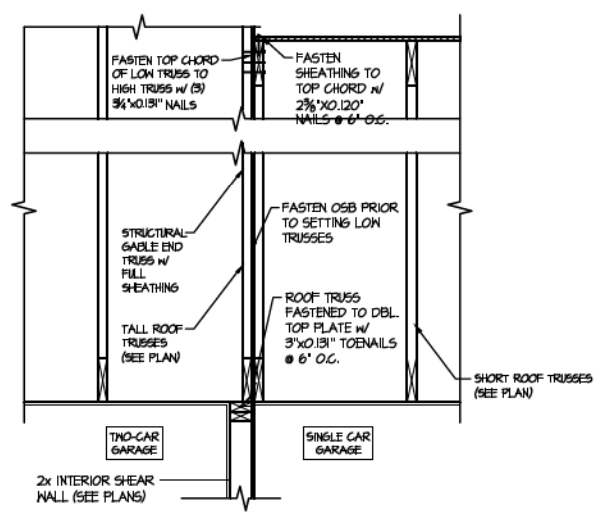 FASTEN TOP CHORD
OF LOW TRUSS TO
HIGH TRUSS W/ (3)
3¼"X0.131" NAILS
FASTEN
SHEATHING TO
TOP CHORD W/
2⅜"X0.120"
NAILS @ 6" O.C.
FASTEN OSB PRIOR
TO SETTING LOW
TRUSSES
STRUCTURAL
GABLE END
TRUSS W/
FULL
SHEATHING
TALL ROOF
TRUSSES
(SEE PLAN)
ROOF TRUSS
FASTENED TO DBL.
TOP PLATE W/
3"X0.131" TOENAILS
@ 6" O.C.
SHORT ROOF TRUSSES
(SEE PLAN)
TWO-CAR
GARAGE
SINGLE CAR
GARAGE
2x INTERIOR SHEAR
WALL (SEE PLANS)